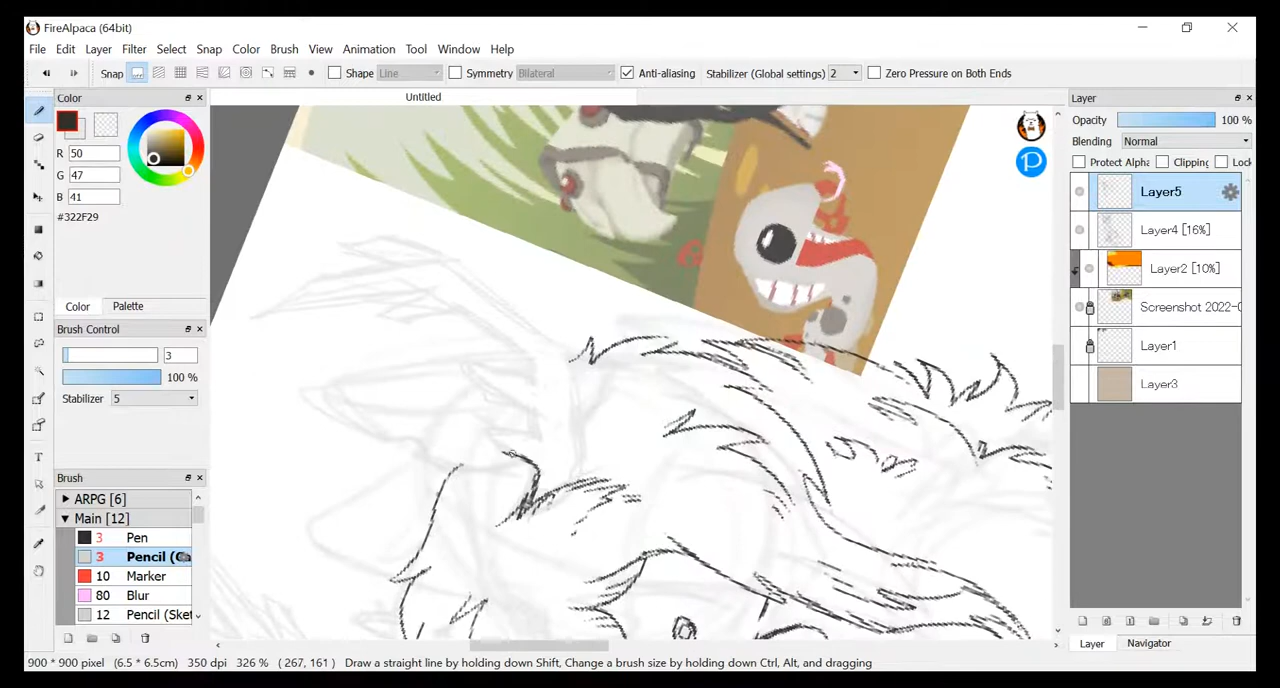 FireAlpaca (64bit)
File Edit Layer Filter Select Snap Color Brush View Animation Tool Window Help
Snap Shape Line Symmetry Bilateral Anti-aliasing Stabilizer (Global settings) 2 Zero Pressure on Both Ends
Color
Untitled
Layer
Opacity 100 %
Blending Normal
Protect Alpha Clipping Lock
R 50
G 47
B 41
#322F29
Layer5
Layer4 [16%]
Layer2 [10%]
Screenshot 2022-0
Layer1
Layer3
Color Palette
Brush Control
3
100 %
Stabilizer 5
Brush
ARPG [6]
Main [12]
3 Pen
3 Pencil (Ca
10 Marker
80 Blur
12 Pencil (Sket
Layer Navigator
900 * 900 pixel (6.5 * 6.5cm) 350 dpi 326 % ( 267, 161 ) Draw a straight line by holding down Shift, Change a brush size by holding down Ctrl, Alt, and dragging